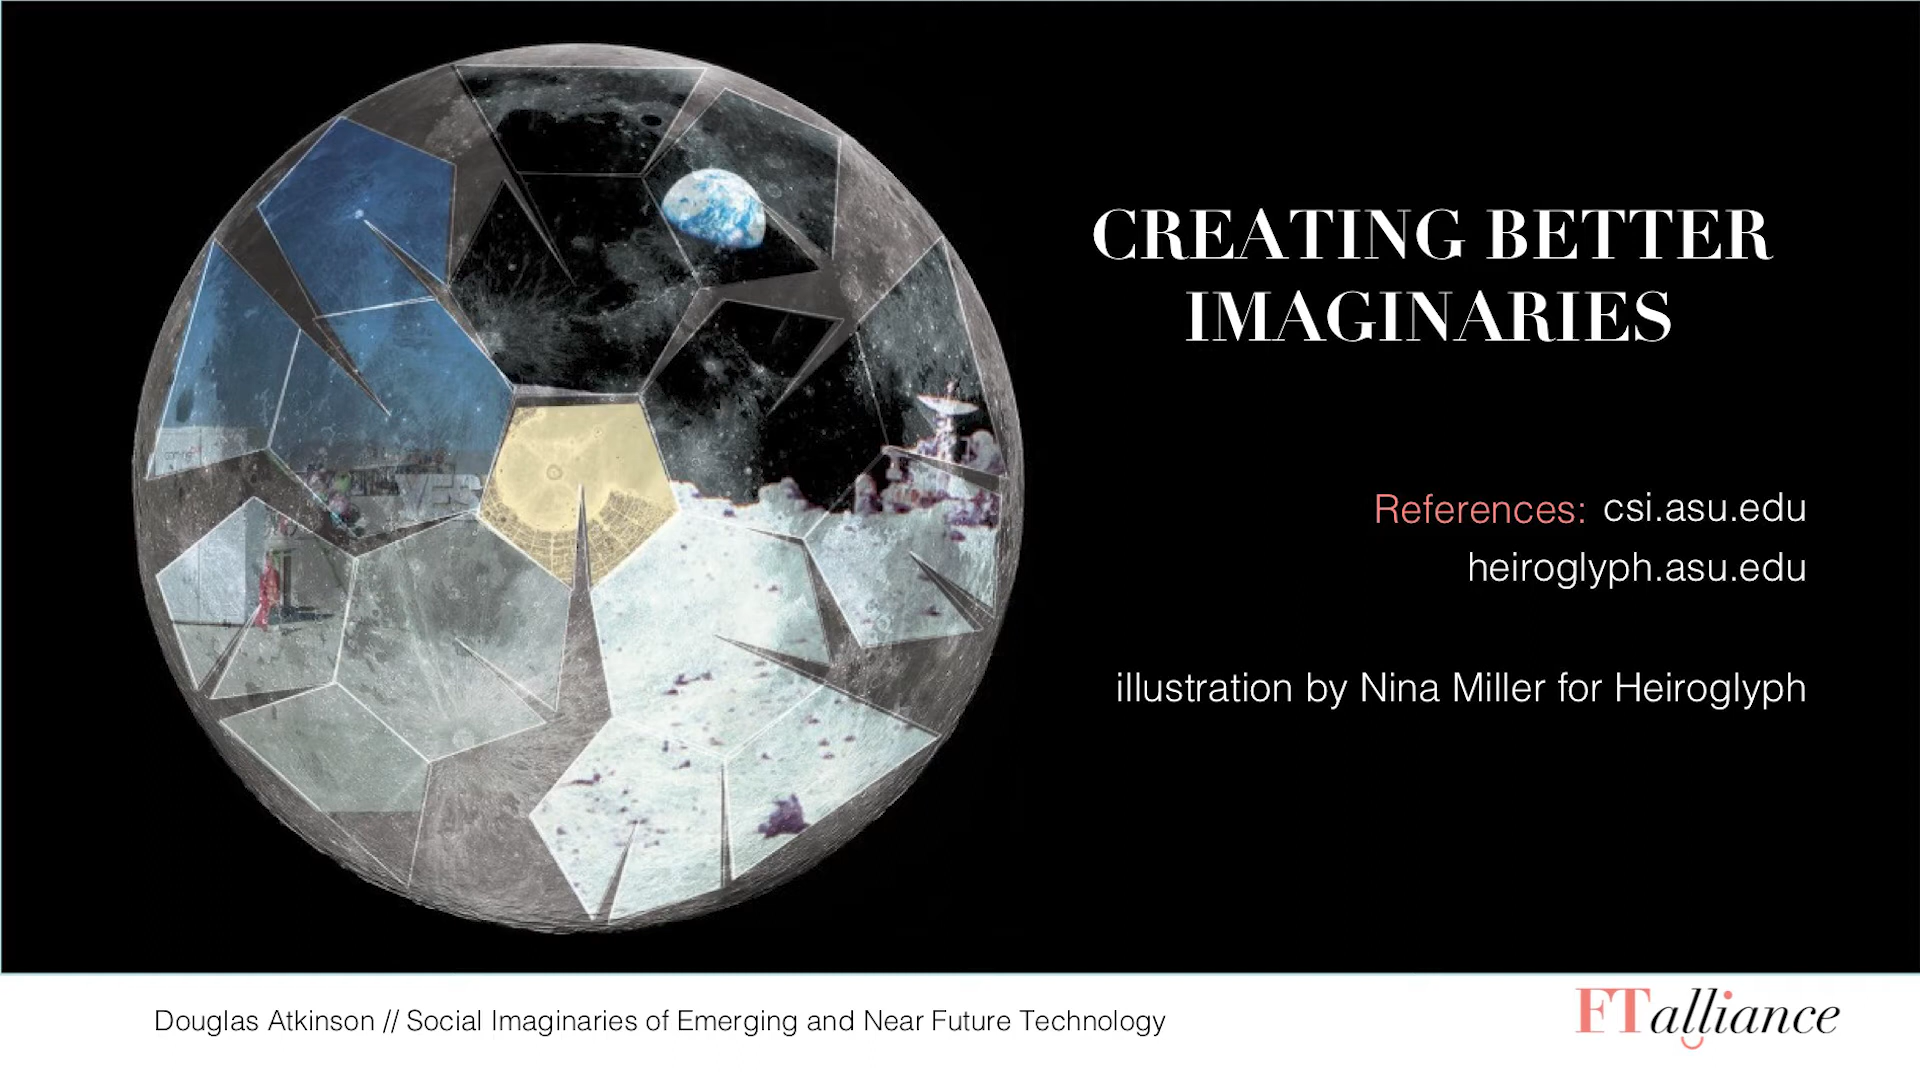 CREATING BETTER
IMAGINARIES
References: csi.asu.edu
heiroglyph.asu.edu
illustration by Nina Miller for Heiroglyph
Douglas Atkinson // Social Imaginaries of Emerging and Near Future Technology
FTalliance